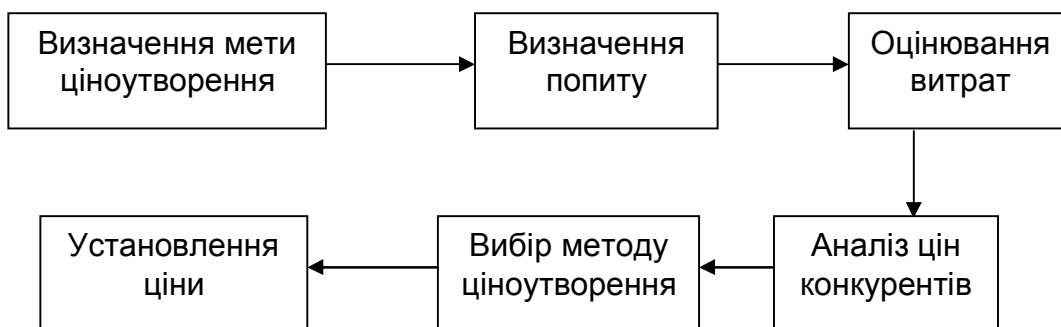 Визначення мети
ціноутворення
Визначення
попиту
Оцінювання
витрат
Аналіз цін
конкурентів
Вибір методу
ціноутворення
Установлення
ціни